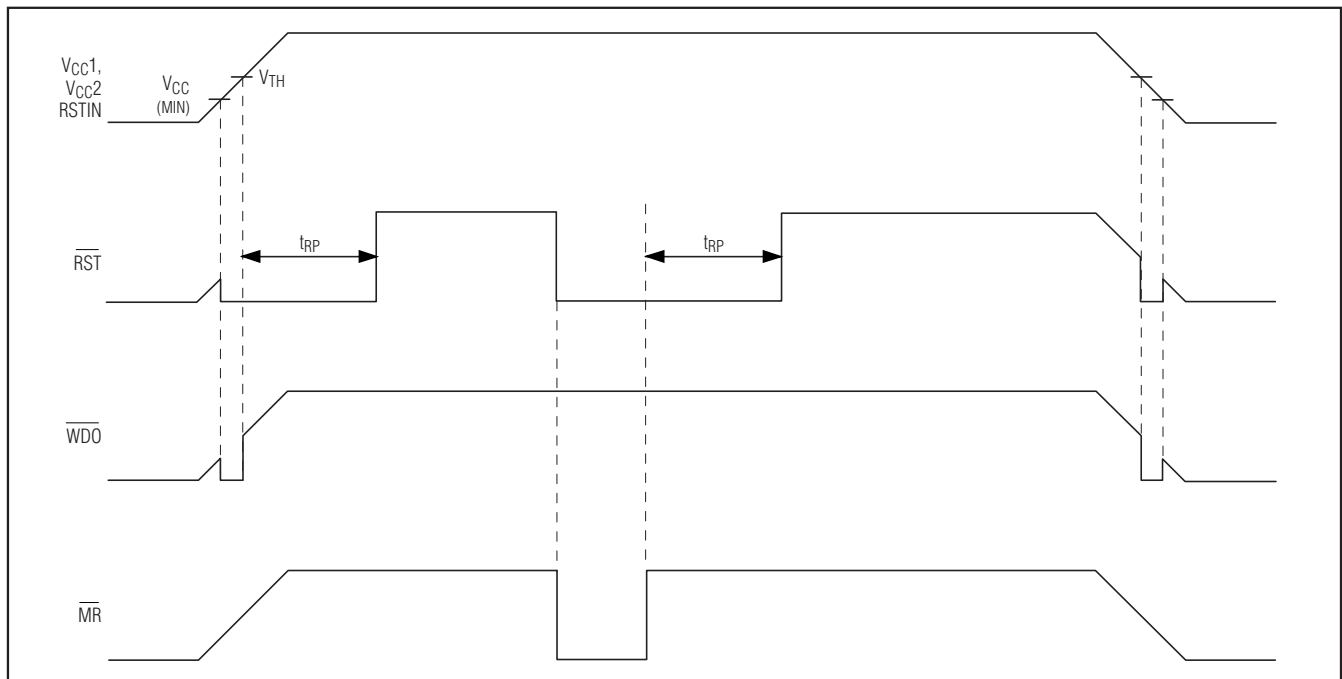 VCC1,
VCC2
RSTIN
VCC
(MIN)
VTH
RST
tRP
tRP
WDO
MR